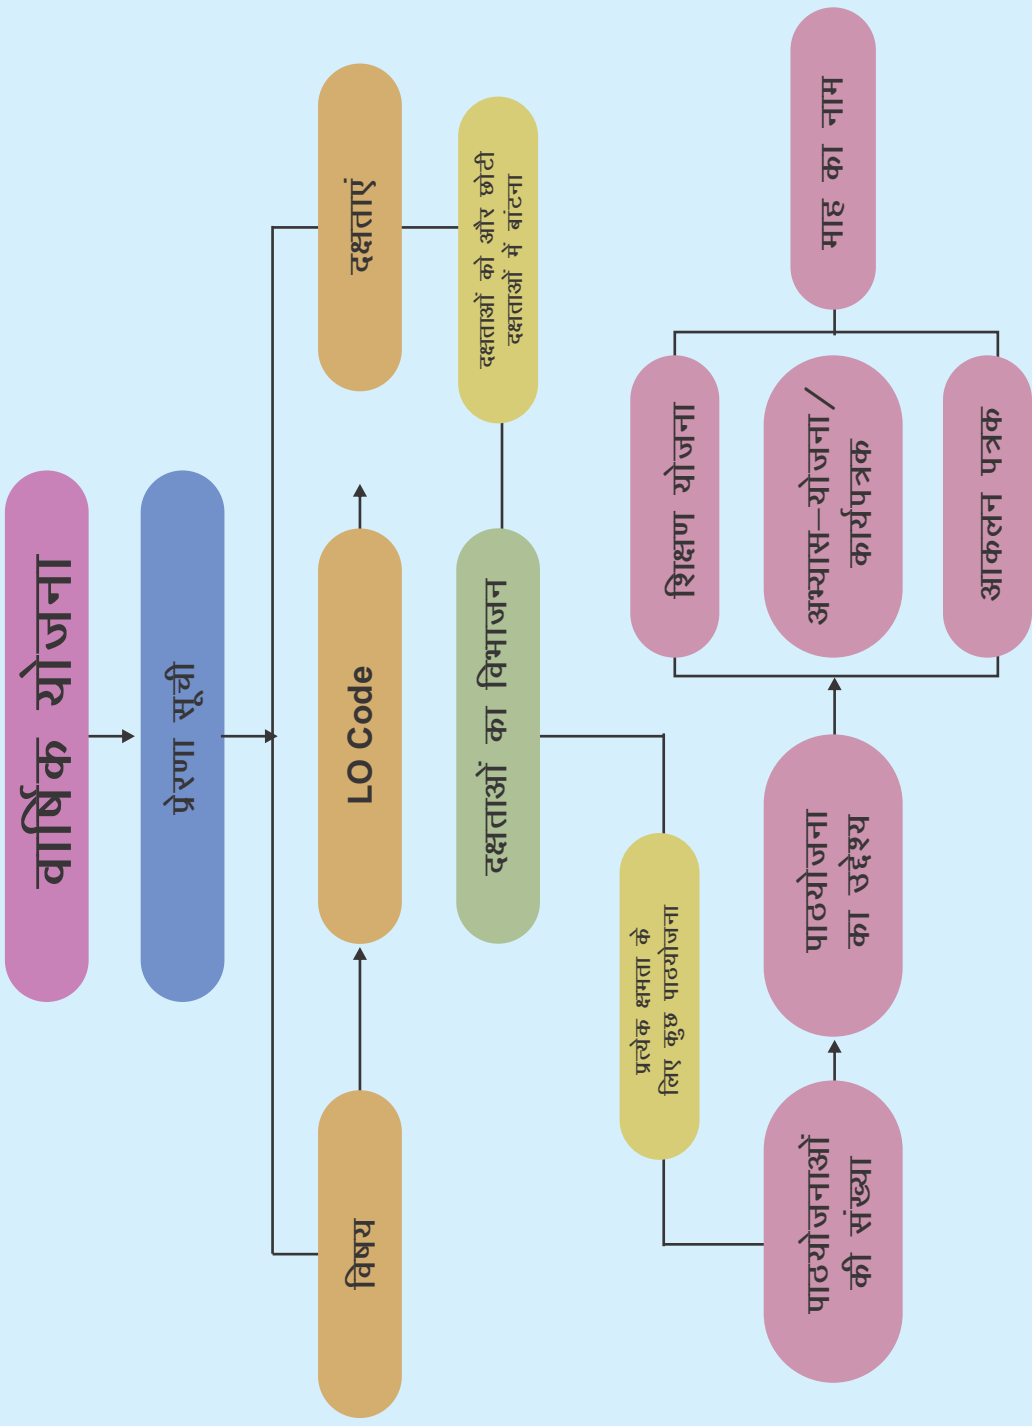 वार्षिक योजना
प्रेरणा सूची
विषय
LO Code
दक्षताएं
दक्षताओं का विभाजन
दक्षताओं को और छोटी
दक्षताओं में बांटना
प्रत्येक क्षमता के
लिए कुछ पाठयोजना
पाठयोजनाओं
की संख्या
पाठयोजना
का उद्देश्य
शिक्षण योजना
अभ्यास–योजना/
कार्यपत्रक
आकलन पत्रक
माह का नाम